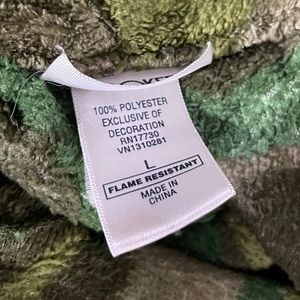 100% POLYESTER
EXCLUSIVE OF
DECORATION
RN17730
VN1310281
L
FLAME RESISTANT
MADE IN
CHINA